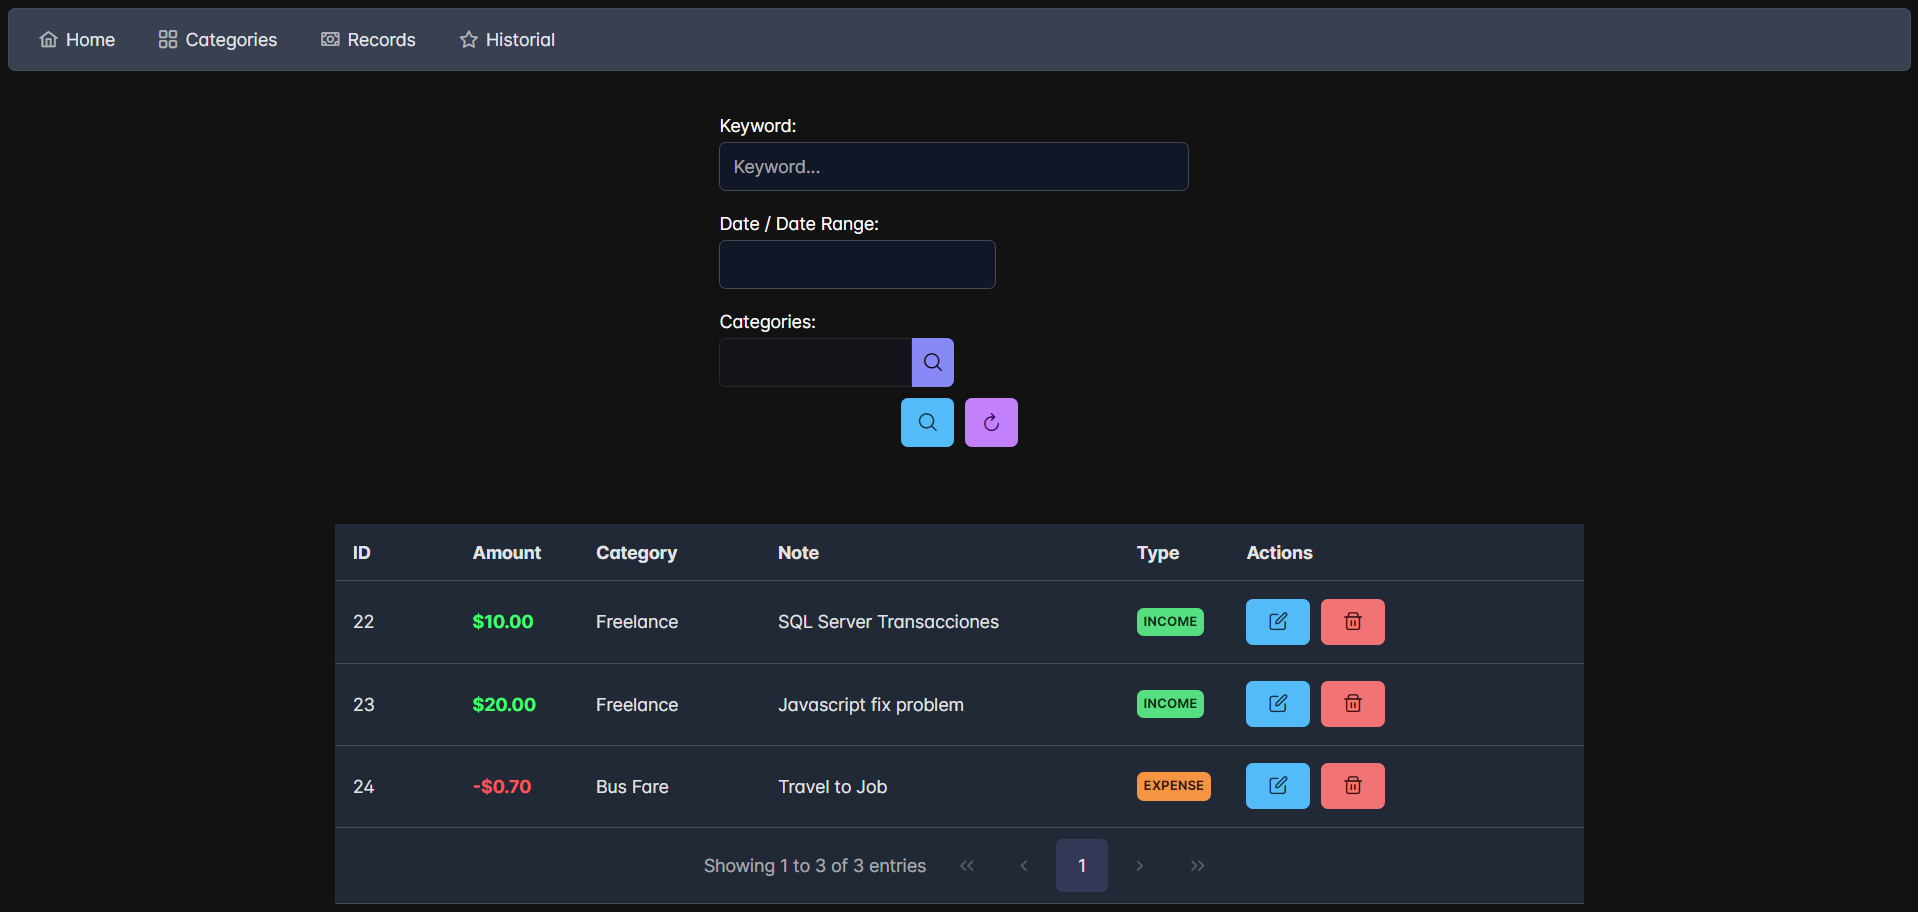 Home Categories Records Historial
Keyword:
Keyword...
Date / Date Range:
Categories:
ID Amount Category Note Type Actions
22 $10.00 Freelance SQL Server Transacciones INCOME
23 $20.00 Freelance Javascript fix problem INCOME
24 -$0.70 Bus Fare Travel to Job EXPENSE
Showing 1 to 3 of 3 entries « ‹ 1 › »